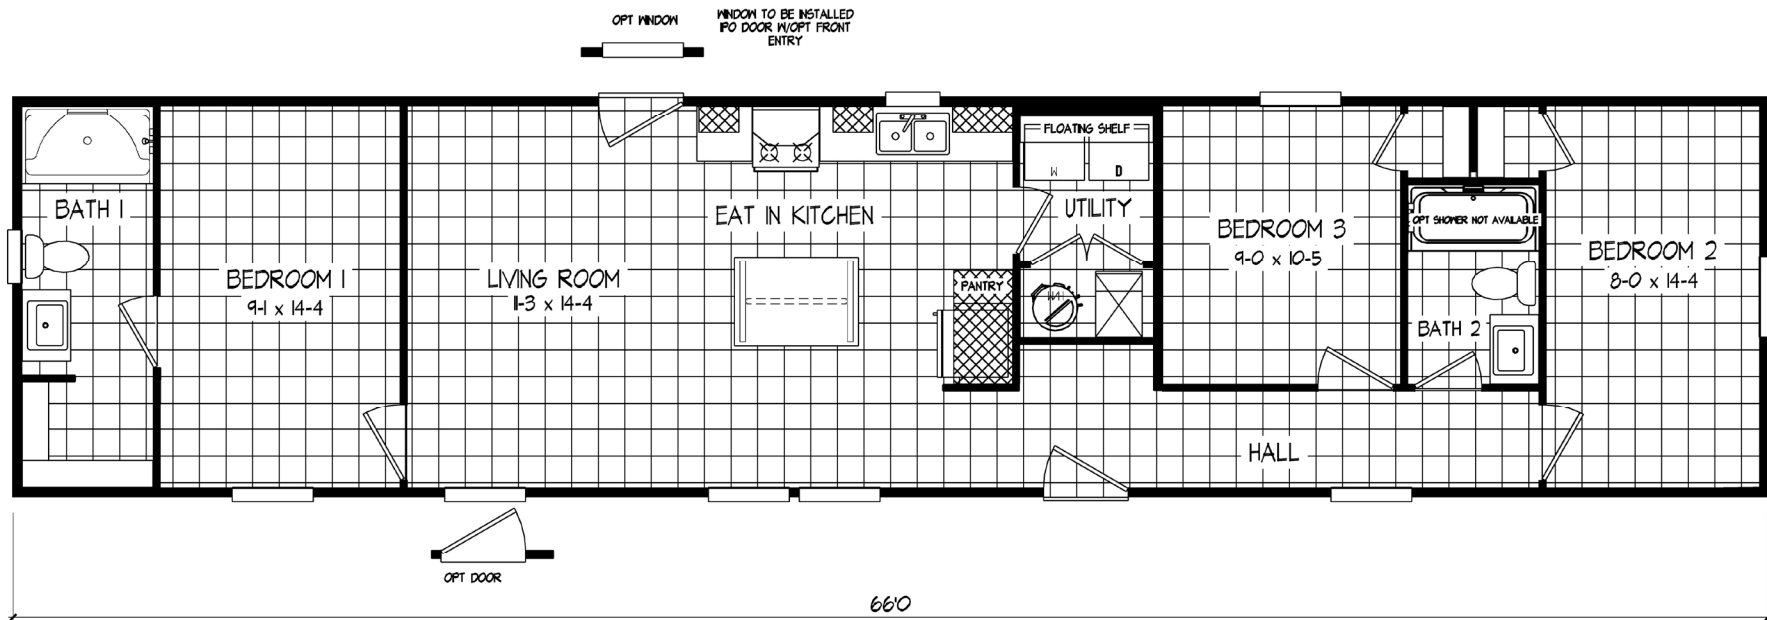 OPT WINDOW
WINDOW TO BE INSTALLED
IPO DOOR W/OPT FRONT
ENTRY
FLOATING SHELF
W
D
BATH 1
EAT IN KITCHEN
UTILITY
OPT SHOWER NOT AVAILABLE
BEDROOM 3
9-0 x 10-5
BEDROOM 2
8-0 x 14-4
BEDROOM 1
9-1 x 14-4
LIVING ROOM
11-3 x 14-4
PANTRY
WH
BATH 2
HALL
OPT DOOR
66'0